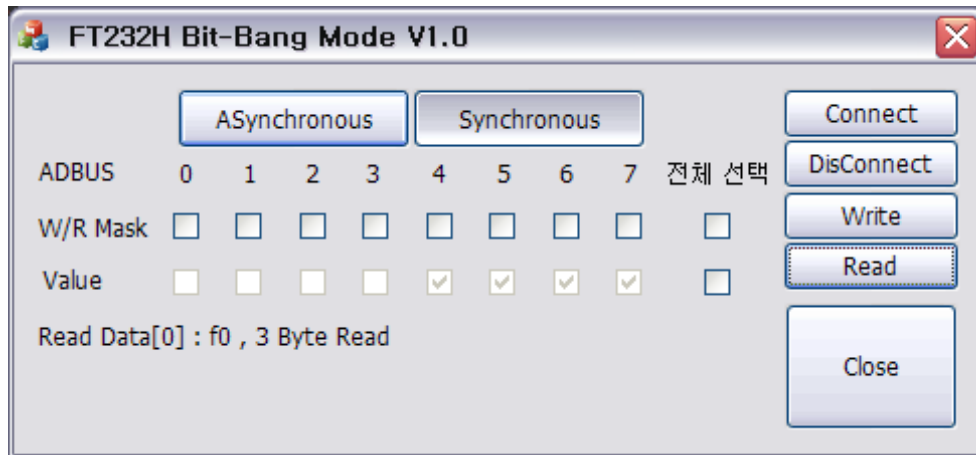 FT232H Bit-Bang Mode V1.0
ASynchronous Synchronous Connect
ADBUS 0 1 2 3 4 5 6 7 전체 선택 DisConnect
W/R Mask Write
Value Read
Read Data[0] : f0 , 3 Byte Read
Close